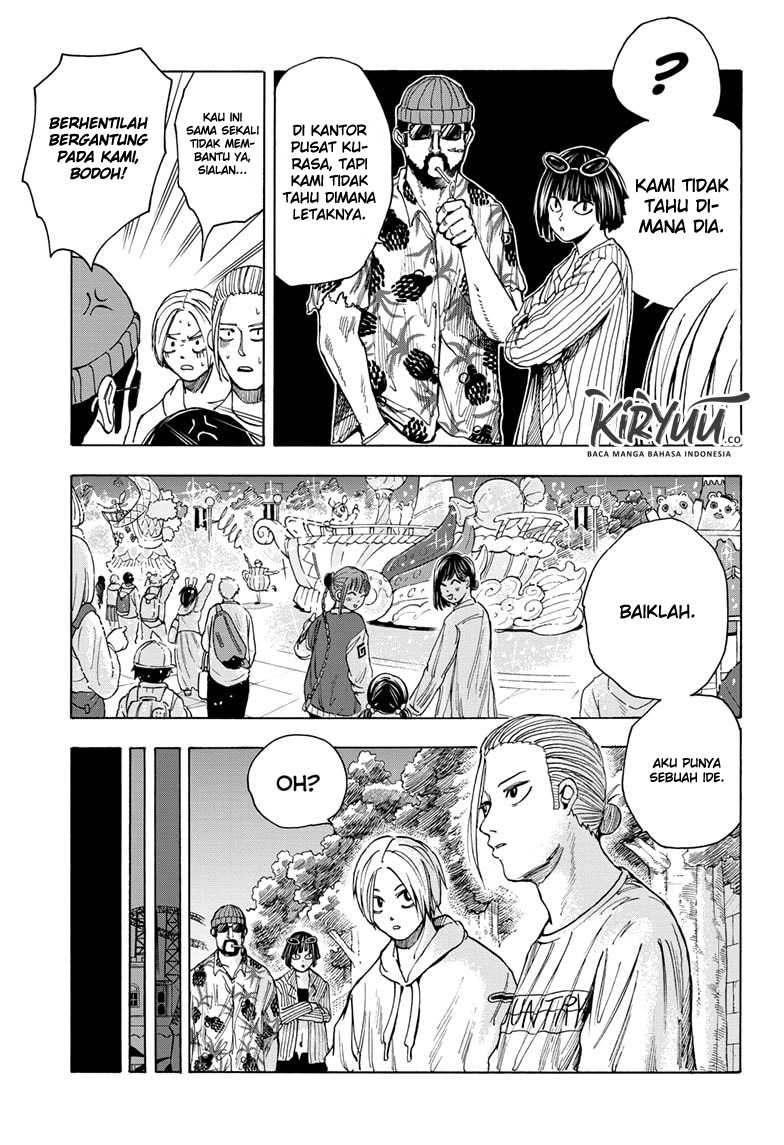 ?
KAMI TIDAK
TAHU DI-
MANA DIA.
DI KANTOR
PUSAT KU-
RASA, TAPI
KAMI TIDAK
TAHU DIMANA
LETAKNYA.
KAU INI
SAMA SEKALI
TIDAK MEM-
BANTU YA,
SIALAN...
BERHENTILAH
BERGANTUNG
PADA KAMI,
BODOH!
KIRYUU.CO
BACA MANGA BAHASA INDONESIA
BAIKLAH.
AKU PUNYA
SEBUAH IDE.
OH?